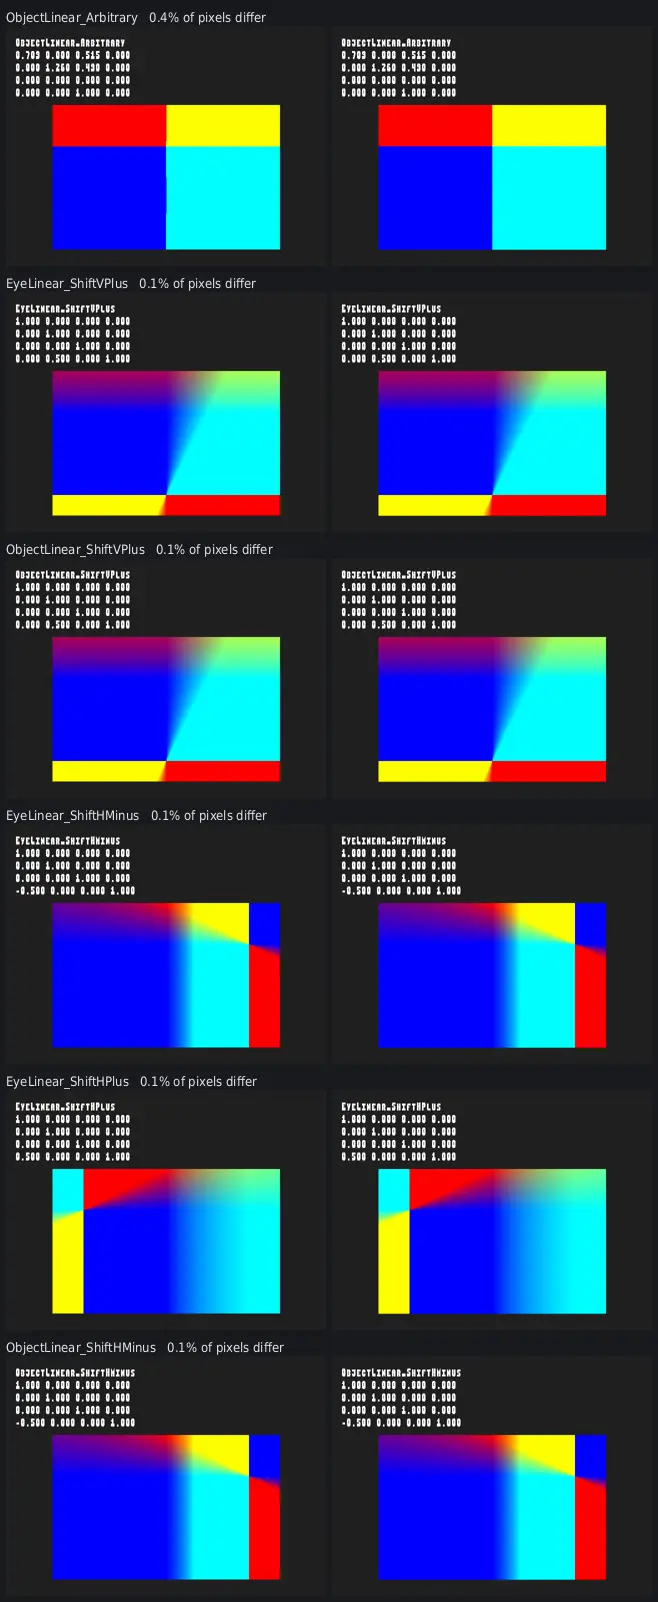 ObjectLinear_Arbitrary 0.4% of pixels differ
ObjectLinear_Arbitrary ObjectLinear_Arbitrary
0.703 0.000 0.515 0.000 0.703 0.000 0.515 0.000
0.000 1.260 0.430 0.000 0.000 1.260 0.430 0.000
0.000 0.000 0.000 0.000 0.000 0.000 0.000 0.000
0.000 0.000 1.000 0.000 0.000 0.000 1.000 0.000
EyeLinear_ShiftVPlus 0.1% of pixels differ
EyeLinear_ShiftVPlus EyeLinear_ShiftVPlus
1.000 0.000 0.000 0.000 1.000 0.000 0.000 0.000
0.000 1.000 0.000 0.000 0.000 1.000 0.000 0.000
0.000 0.000 1.000 0.000 0.000 0.000 1.000 0.000
0.000 0.500 0.000 1.000 0.000 0.500 0.000 1.000
ObjectLinear_ShiftVPlus 0.1% of pixels differ
ObjectLinear_ShiftVPlus ObjectLinear_ShiftVPlus
1.000 0.000 0.000 0.000 1.000 0.000 0.000 0.000
0.000 1.000 0.000 0.000 0.000 1.000 0.000 0.000
0.000 0.000 1.000 0.000 0.000 0.000 1.000 0.000
0.000 0.500 0.000 1.000 0.000 0.500 0.000 1.000
EyeLinear_ShiftHMinus 0.1% of pixels differ
EyeLinear_ShiftHMinus EyeLinear_ShiftHMinus
1.000 0.000 0.000 0.000 1.000 0.000 0.000 0.000
0.000 1.000 0.000 0.000 0.000 1.000 0.000 0.000
0.000 0.000 1.000 0.000 0.000 0.000 1.000 0.000
-0.500 0.000 0.000 1.000 -0.500 0.000 0.000 1.000
EyeLinear_ShiftHPlus 0.1% of pixels differ
EyeLinear_ShiftHPlus EyeLinear_ShiftHPlus
1.000 0.000 0.000 0.000 1.000 0.000 0.000 0.000
0.000 1.000 0.000 0.000 0.000 1.000 0.000 0.000
0.000 0.000 1.000 0.000 0.000 0.000 1.000 0.000
0.500 0.000 0.000 1.000 0.500 0.000 0.000 1.000
ObjectLinear_ShiftHMinus 0.1% of pixels differ
ObjectLinear_ShiftHMinus ObjectLinear_ShiftHMinus
1.000 0.000 0.000 0.000 1.000 0.000 0.000 0.000
0.000 1.000 0.000 0.000 0.000 1.000 0.000 0.000
0.000 0.000 1.000 0.000 0.000 0.000 1.000 0.000
-0.500 0.000 0.000 1.000 -0.500 0.000 0.000 1.000